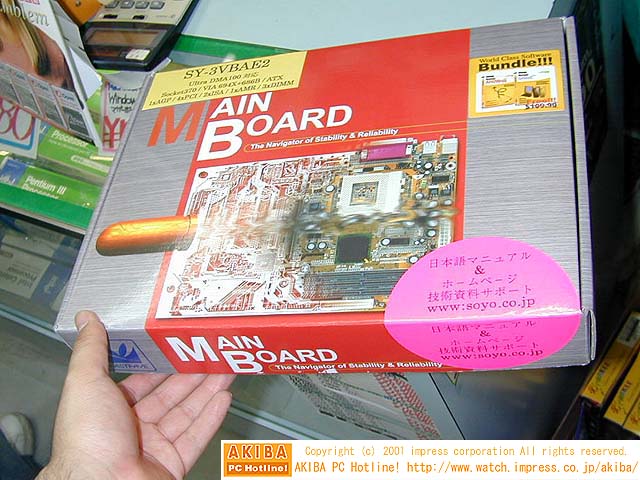 SY-3VBAE2
Ultra DMA100 対応
Socket370 / VIA 694X+686B / ATX
1xAGP / 4xPCI / 2xISA / 1xAMR / 3xDIMM
MAIN
BOARD
The Navigator of Stability & Reliability
World Class Software
Bundle!!!
日本語マニュアル
&
ホームページ
技術資料サポート
www.soyo.co.jp
日本語マニュアル
&
ホームページ
技術資料サポート
www.soyo.co.jp
MAIN
BOARD
The Navigator of Stability & Reliability
Pentium III
Processor
AKIBA
PC Hotline!
Copyright (c) 2001 impress corporation All rights reserved.
AKIBA PC Hotline! http://www.watch.impress.co.jp/akiba/